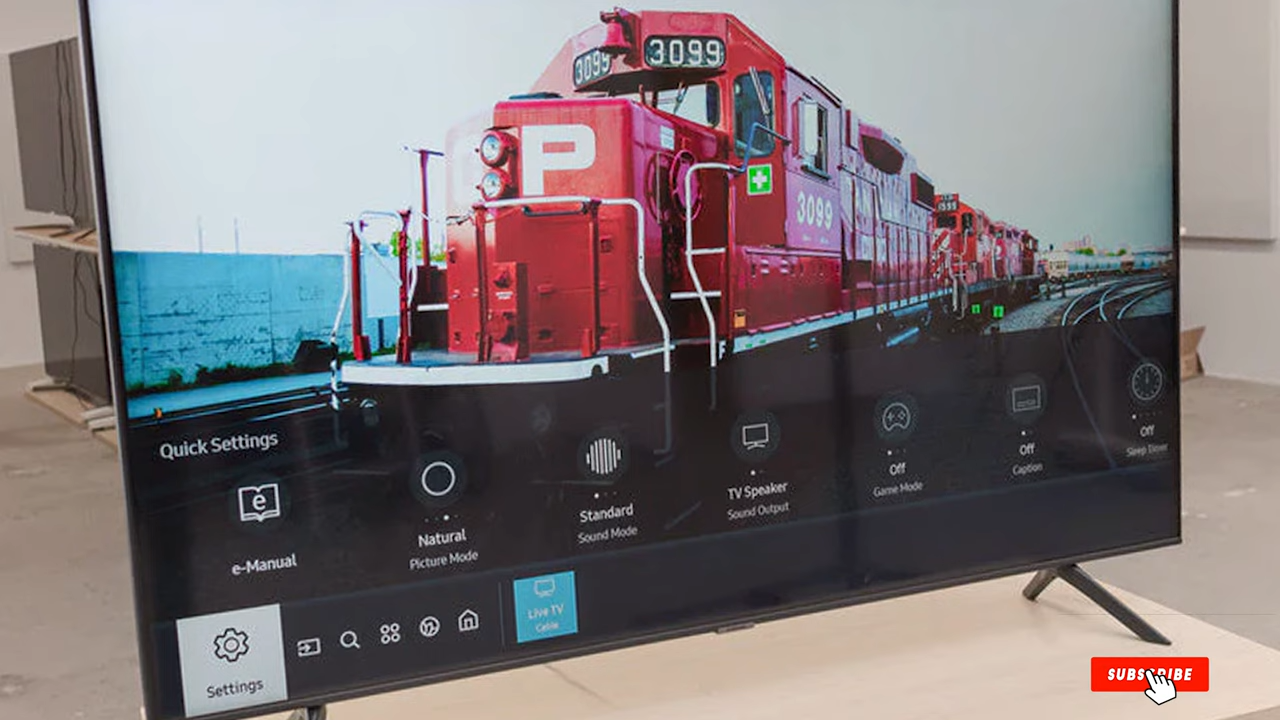 3099
3099
P
3099
Quick Settings
e-Manual
Natural
Picture Mode
Standard
Sound Mode
TV Speaker
Sound Output
Off
Game Mode
Off
Caption
Off
Sleep Timer
Settings
Live TV
Cable
SUBSCRIBE